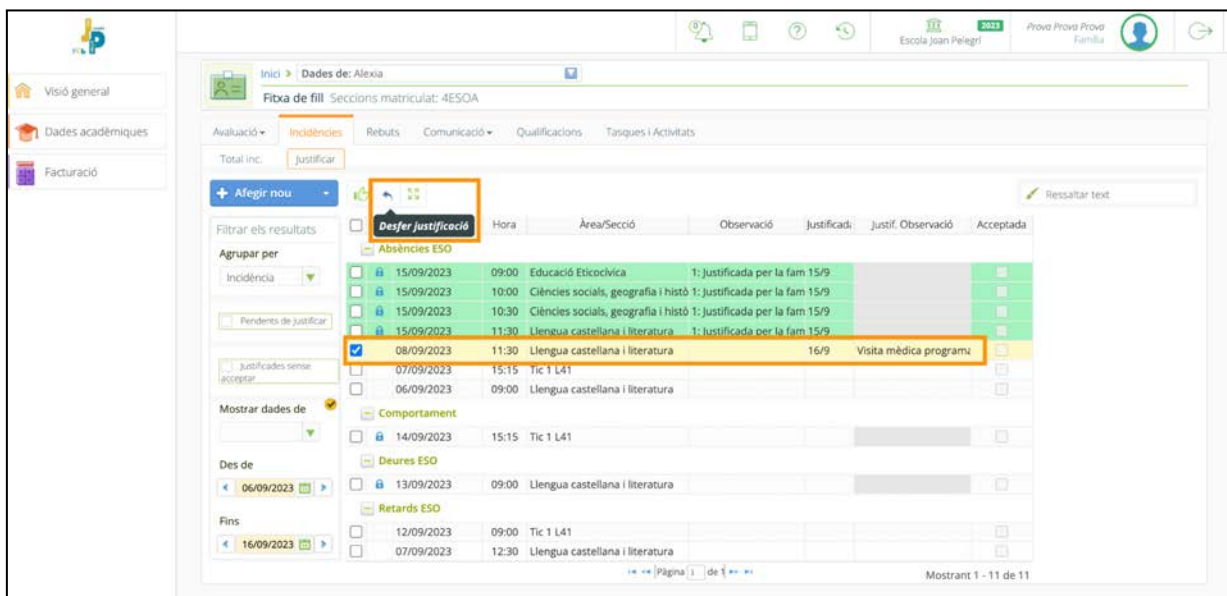 0
Escola Joan Pelegrí
2023
Prova Prova Prova
Família
Visió general
Dades acadèmiques
Facturació
Inici > Dades de: Alexia
Fitxa de fill Seccions matriculat: 4ESOA
Avaluació Incidències Rebuts Comunicació Qualificacions Tasques i Activitats
Total inc. Justificar
+ Afegir nou
Ressaltar text
Desfer justificació
Hora Àrea/Secció Observació Justificada Justif. Observació Acceptada
Filtrar els resultats
Agrupar per
Incidència
Pendents de justificar
Justificades sense acceptar
Mostrar dades de
Des de
06/09/2023
Fins
16/09/2023
Absències ESO
15/09/2023 09:00 Educació Eticocívica 1: Justificada per la fam 15/9
15/09/2023 10:00 Ciències socials, geografia i histò 1: Justificada per la fam 15/9
15/09/2023 10:30 Ciències socials, geografia i histò 1: Justificada per la fam 15/9
15/09/2023 11:30 Llengua castellana i literatura 1: Justificada per la fam 15/9
08/09/2023 11:30 Llengua castellana i literatura 16/9 Visita mèdica programa
07/09/2023 15:15 Tic 1 L41
06/09/2023 09:00 Llengua castellana i literatura
Comportament
14/09/2023 15:15 Tic 1 L41
Deures ESO
13/09/2023 09:00 Llengua castellana i literatura
Retards ESO
12/09/2023 09:00 Tic 1 L41
07/09/2023 12:30 Llengua castellana i literatura
Pàgina 1 de 1
Mostrant 1 - 11 de 11